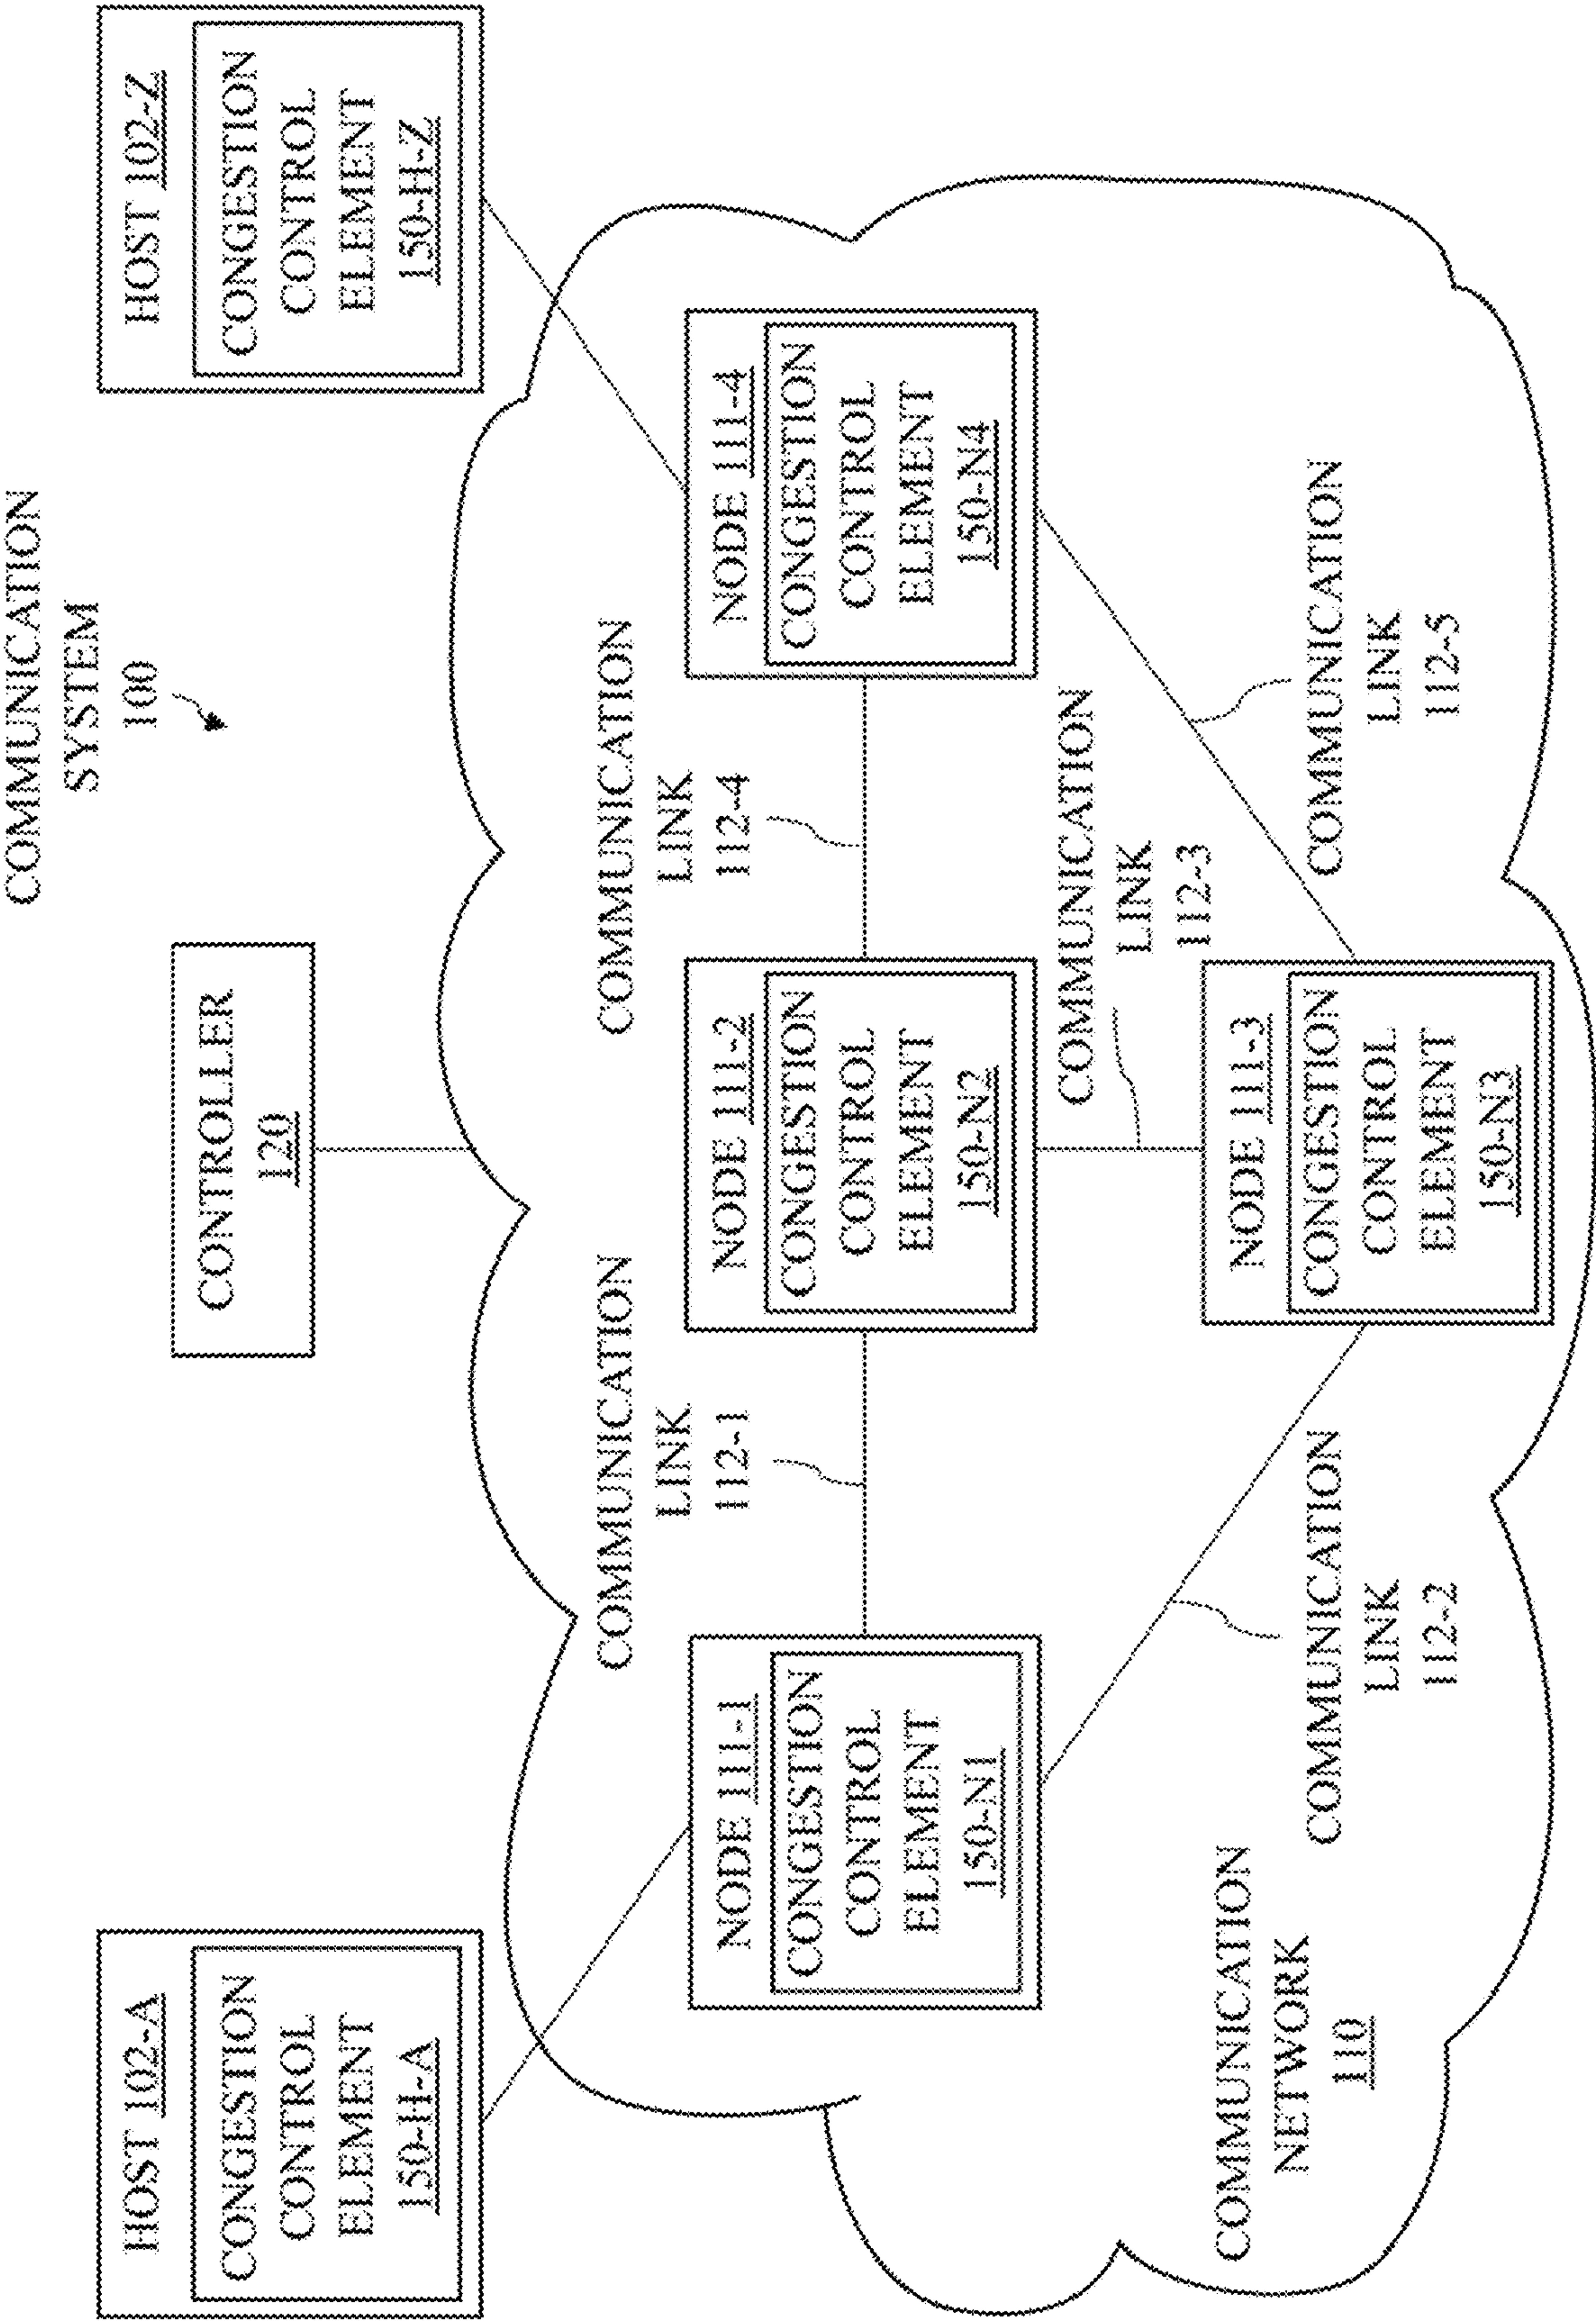 COMMUNICATION
SYSTEM
100
CONTROLLER
120
HOST 102-A
CONGESTION
CONTROL
ELEMENT
150-H-A
HOST 102-Z
CONGESTION
CONTROL
ELEMENT
150-H-Z
COMMUNICATION
LINK
112-1
COMMUNICATION
LINK
112-4
NODE 111-1
CONGESTION
CONTROL
ELEMENT
150-N1
NODE 111-2
CONGESTION
CONTROL
ELEMENT
150-N2
NODE 111-4
CONGESTION
CONTROL
ELEMENT
150-N4
COMMUNICATION
LINK
112-3
COMMUNICATION
NETWORK
110
COMMUNICATION
LINK
112-2
NODE 111-3
CONGESTION
CONTROL
ELEMENT
150-N3
COMMUNICATION
LINK
112-5